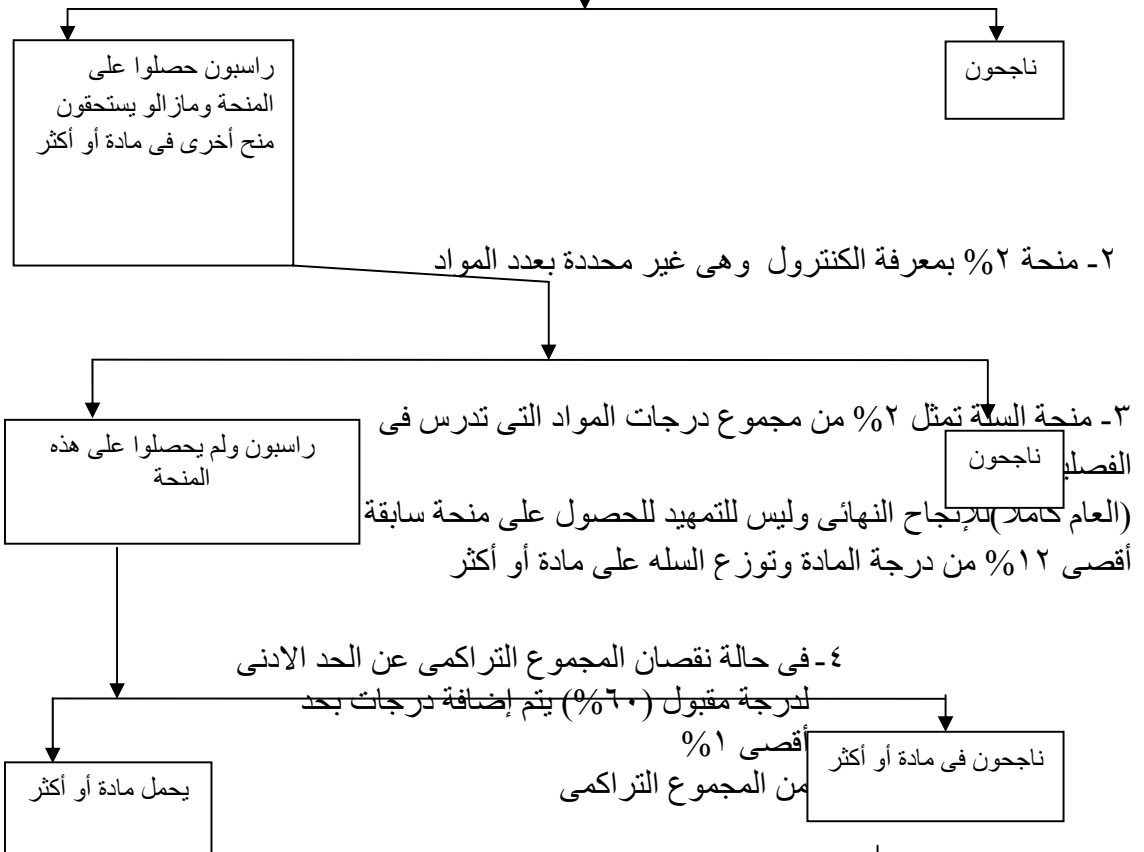 راسبون حصلوا على
المنحة ومازالو يستحقون
منح أخرى فى مادة أو أكثر
ناجحون
٢- منحة ٢% بمعرفة الكنترول وهى غير محددة بعدد المواد
٣- منحة السلة تمثل ٢% من مجموع درجات المواد التى تدرس فى
الفصلي
(العام كاملا)للإنجاح النهائى وليس للتمهيد للحصول على منحة سابقة
أقصى ١٢% من درجة المادة وتوزع السله على مادة أو أكثر
راسبون ولم يحصلوا على هذه
المنحة
ناجحون
٤- فى حالة نقصان المجموع التراكمى عن الحد الادنى
لدرجة مقبول (٦٠%) يتم إضافة درجات بحد
أقصى ١%
من المجموع التراكمى
ناجحون فى مادة أو أكثر
يحمل مادة أو أكثر